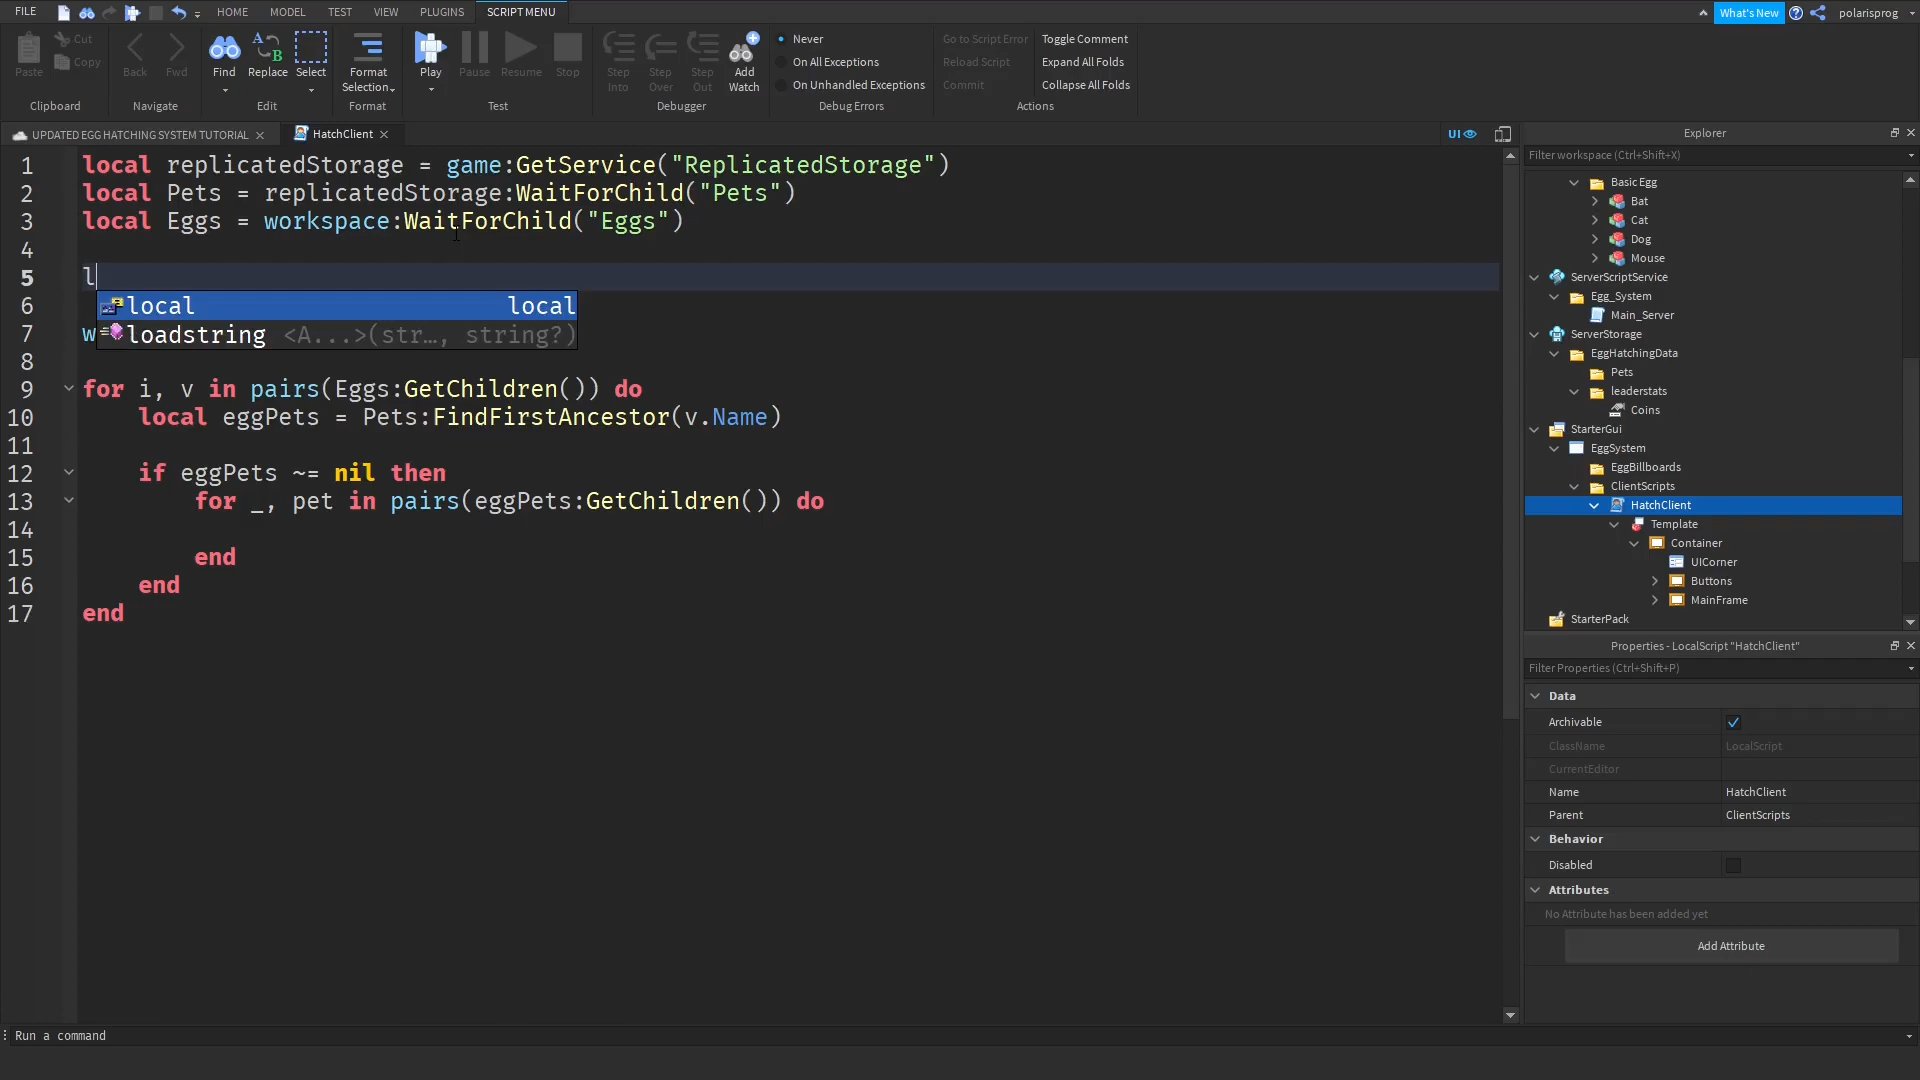 FILE HOME MODEL TEST VIEW PLUGINS SCRIPT MENU What's New polarisprog
Paste Cut Copy Back Fwd Find Replace Select Format Selection Play Pause Resume Stop Step Into Step Over Step Out Add Watch
Never
On All Exceptions
On Unhandled Exceptions
Go to Script Error
Reload Script
Commit
Toggle Comment
Expand All Folds
Collapse All Folds
Clipboard Navigate Edit Format Test Debugger Debug Errors Actions
UPDATED EGG HATCHING SYSTEM TUTORIAL HatchClient UI
1 local replicatedStorage = game:GetService("ReplicatedStorage")
2 local Pets = replicatedStorage:WaitForChild("Pets")
3 local Eggs = workspace:WaitForChild("Eggs")
4
5 l
6 local local
7 w loadstring <A...>(str…, string?)
8
9 for i, v in pairs(Eggs:GetChildren()) do
10 local eggPets = Pets:FindFirstAncestor(v.Name)
11
12 if eggPets ~= nil then
13 for _, pet in pairs(eggPets:GetChildren()) do
14
15 end
16 end
17 end
Explorer
Filter workspace (Ctrl+Shift+X)
Basic Egg
Bat
Cat
Dog
Mouse
ServerScriptService
Egg_System
Main_Server
ServerStorage
EggHatchingData
Pets
leaderstats
Coins
StarterGui
EggSystem
EggBillboards
ClientScripts
HatchClient
Template
Container
UICorner
Buttons
MainFrame
StarterPack
Properties - LocalScript "HatchClient"
Filter Properties (Ctrl+Shift+P)
Data
Archivable
ClassName LocalScript
CurrentEditor
Name HatchClient
Parent ClientScripts
Behavior
Disabled
Attributes
No Attribute has been added yet
Add Attribute
Run a command